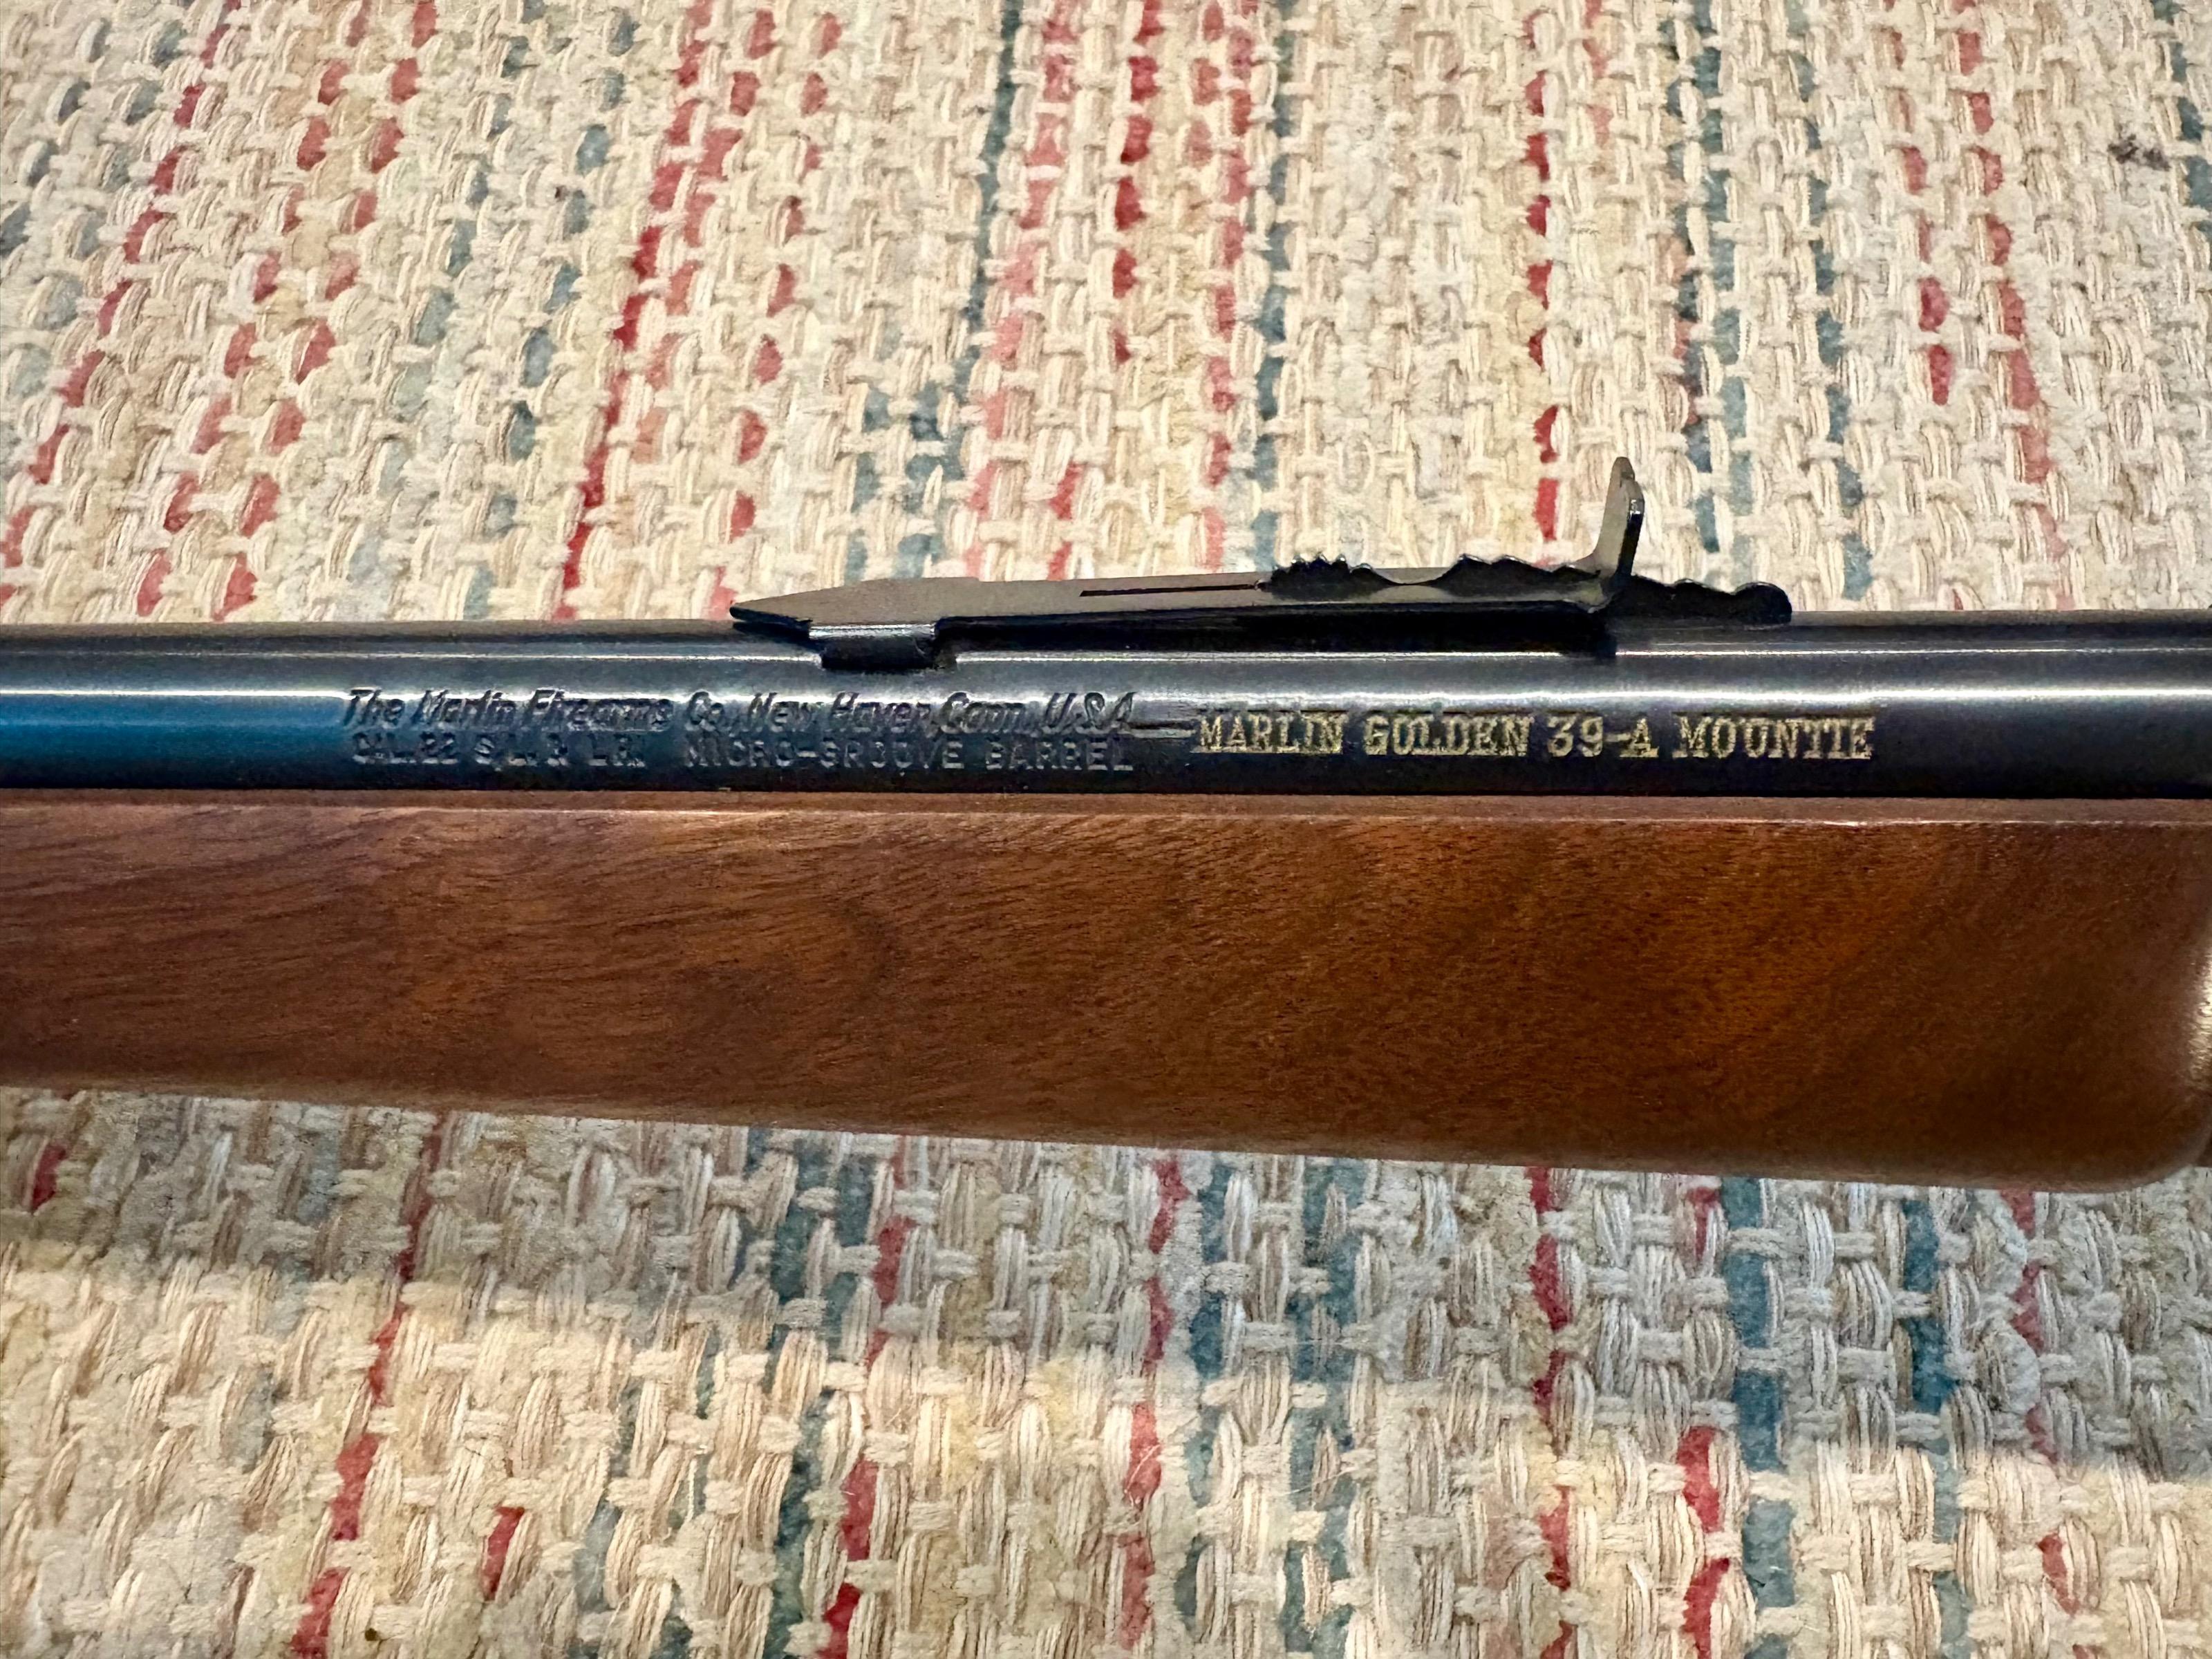 The Marlin Firearms Co., New Haven, Conn. U.S.A.— MARLIN GOLDEN 39-A MOUNTIE
CAL. 22 S, L. & L.R. MICRO-GROOVE BARREL